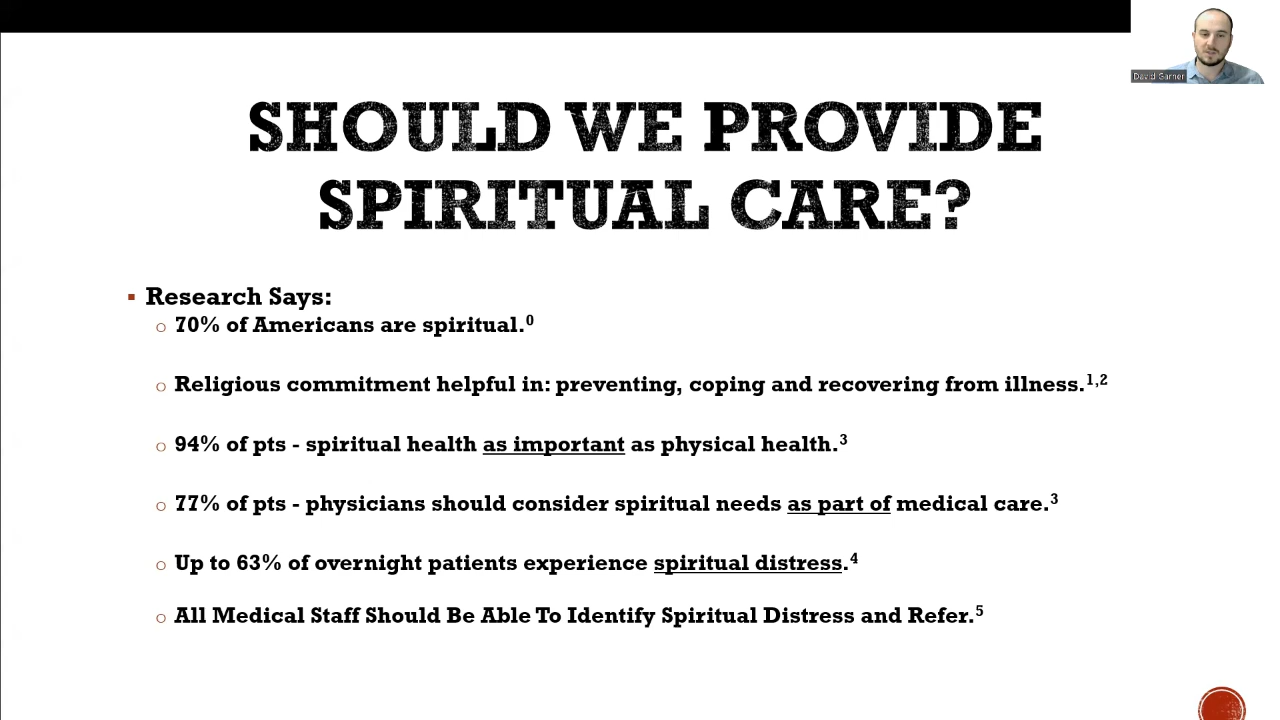 David Garner
SHOULD WE PROVIDE
SPIRITUAL CARE?
▪ Research Says:
o 70% of Americans are spiritual.⁰
o Religious commitment helpful in: preventing, coping and recovering from illness.¹,²
o 94% of pts - spiritual health as important as physical health.³
o 77% of pts - physicians should consider spiritual needs as part of medical care.³
o Up to 63% of overnight patients experience spiritual distress.⁴
o All Medical Staff Should Be Able To Identify Spiritual Distress and Refer.⁵